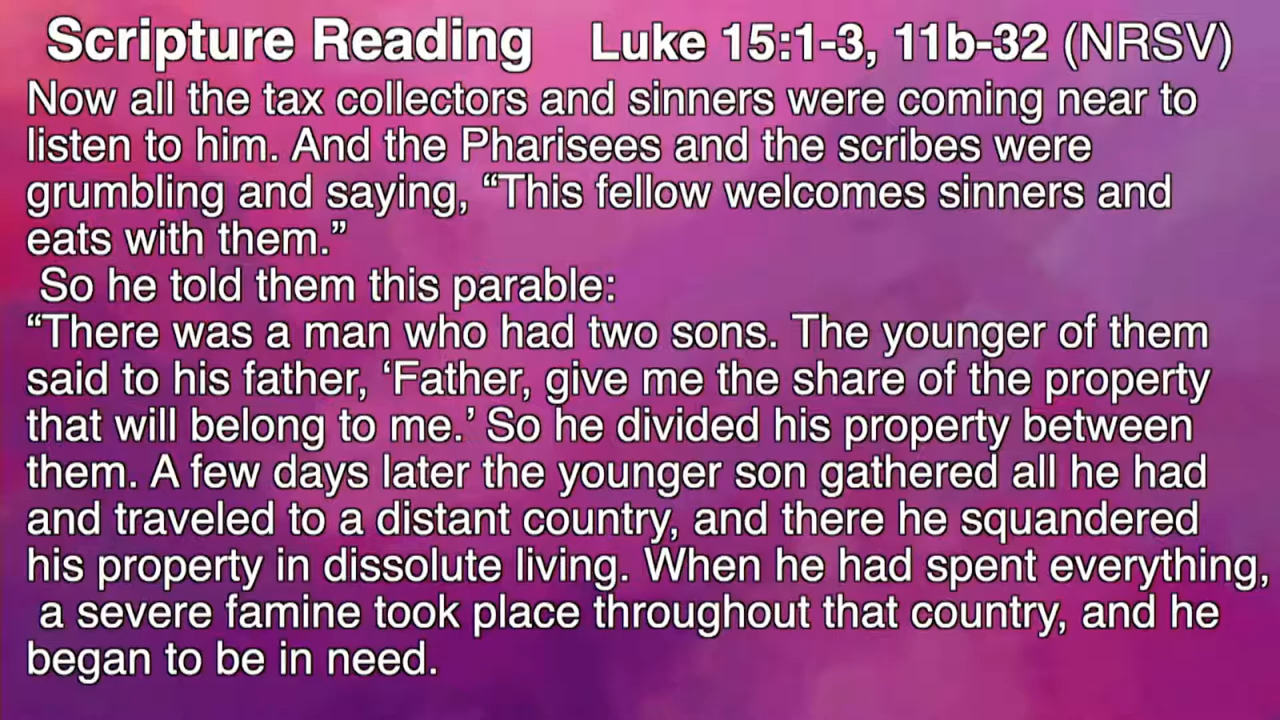 Scripture Reading Luke 15:1-3, 11b-32 (NRSV)
Now all the tax collectors and sinners were coming near to
listen to him. And the Pharisees and the scribes were
grumbling and saying, “This fellow welcomes sinners and
eats with them.”
So he told them this parable:
“There was a man who had two sons. The younger of them
said to his father, ‘Father, give me the share of the property
that will belong to me.’ So he divided his property between
them. A few days later the younger son gathered all he had
and traveled to a distant country, and there he squandered
his property in dissolute living. When he had spent everything,
a severe famine took place throughout that country, and he
began to be in need.